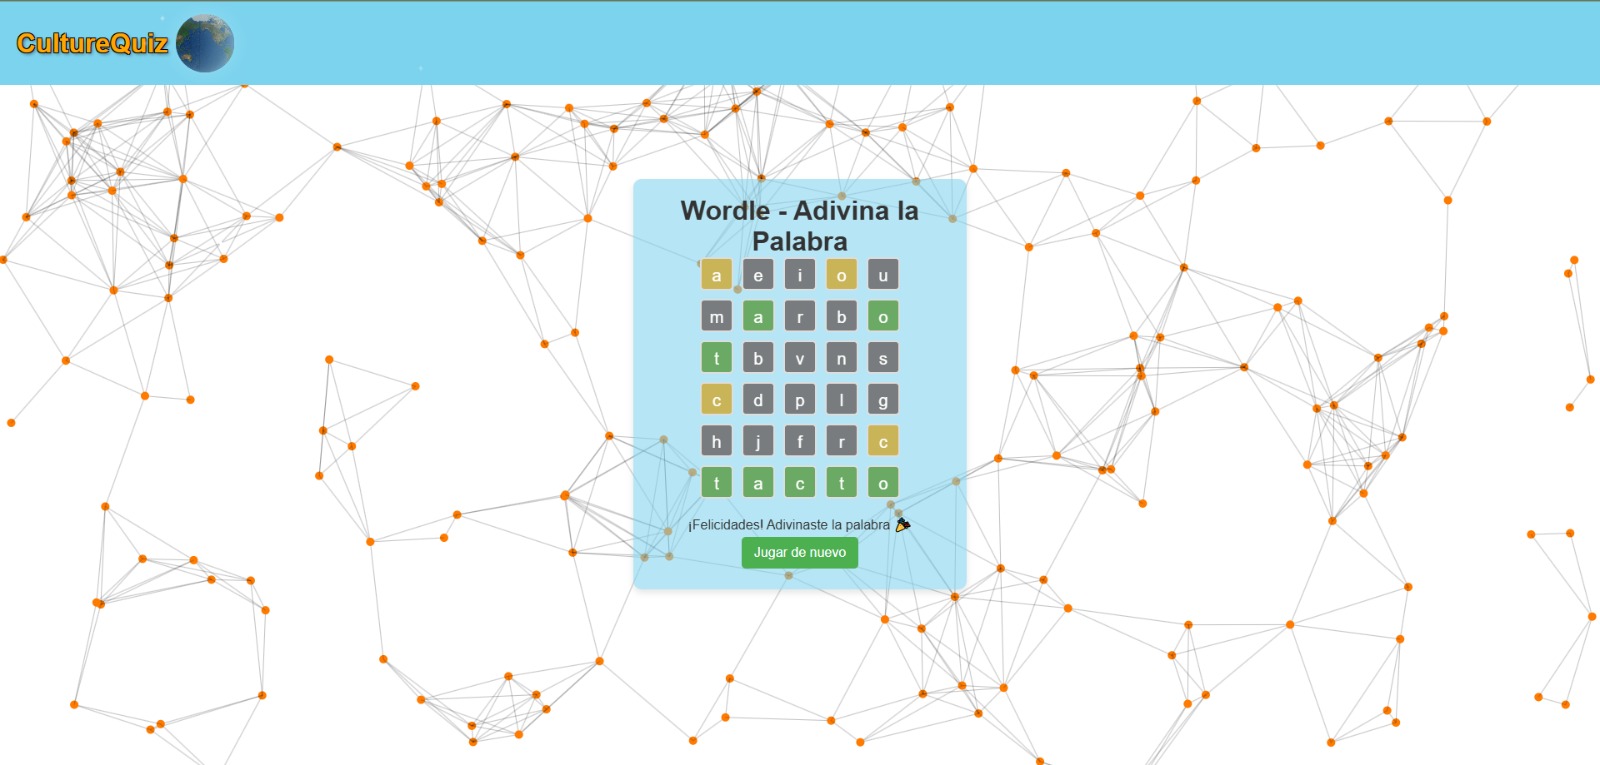 CultureQuiz
Wordle - Adivina la
Palabra
a e i o u
m a r b o
t b v n s
c d p l g
h j f r c
t a c t o
¡Felicidades! Adivinaste la palabra 🎉
Jugar de nuevo